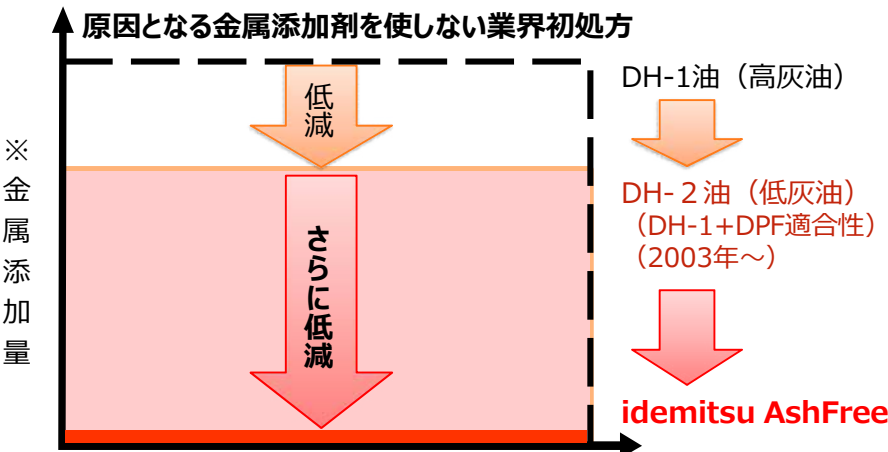 原因となる金属添加剤を使しない業界初処方
※金属添加量
低減
さらに低減
DH-1油（高灰油）
DH-２油（低灰油）
（DH-1+DPF適合性）
（2003年～）
idemitsu AshFree